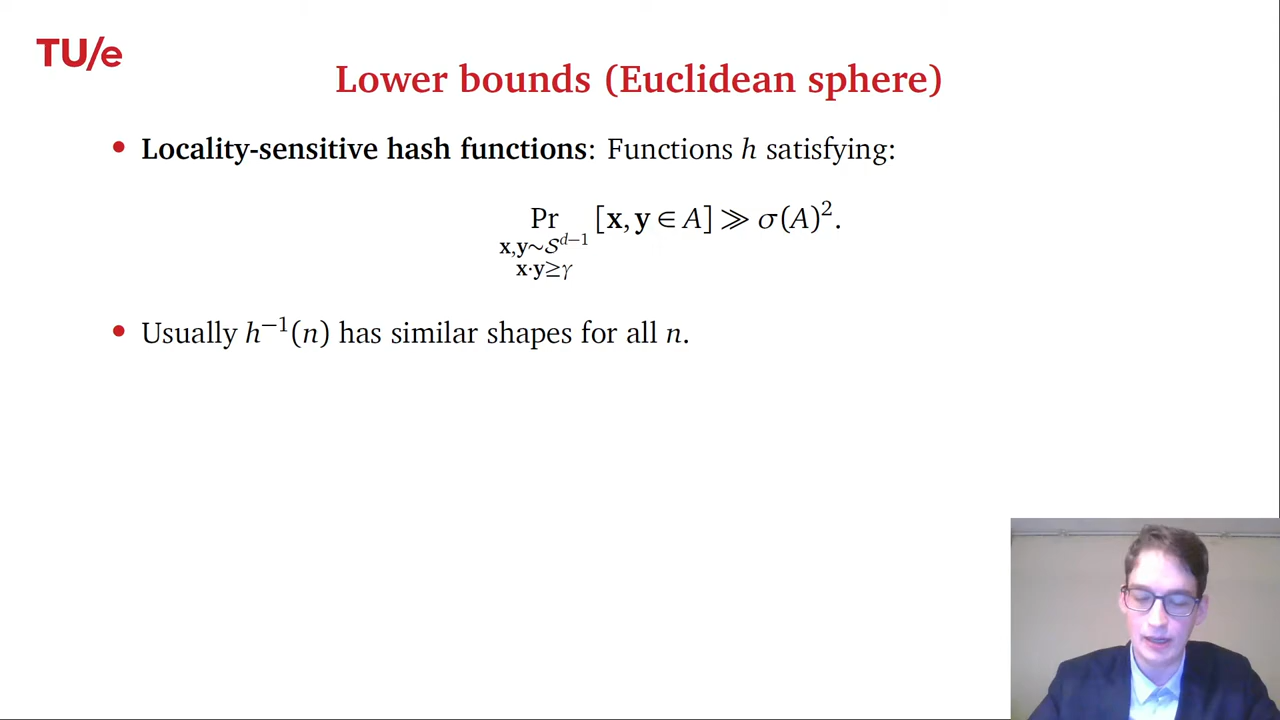 TU/e
Lower bounds (Euclidean sphere)
• Locality-sensitive hash functions: Functions h satisfying:
Pr [x, y ∈ A] ≫ σ(A)².
x,y∼𝒮ᵈ⁻¹
x·y≥γ
• Usually h⁻¹(n) has similar shapes for all n.